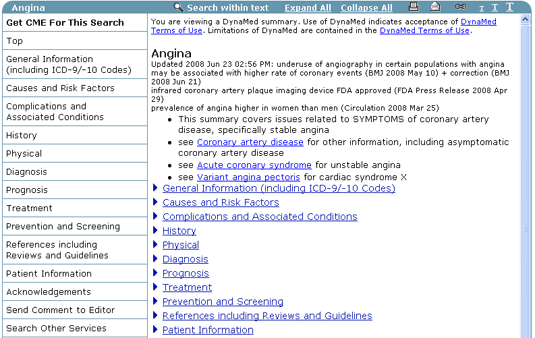 Angina
Search within text Expand All Collapse All T T T
Get CME For This Search
Top
General Information
(including ICD-9/-10 Codes)
Causes and Risk Factors
Complications and
Associated Conditions
History
Physical
Diagnosis
Prognosis
Treatment
Prevention and Screening
References including
Reviews and Guidelines
Patient Information
Acknowledgements
Send Comment to Editor
Search Other Services
You are viewing a DynaMed summary. Use of DynaMed indicates acceptance of DynaMed
Terms of Use. Limitations of DynaMed are contained in the DynaMed Terms of Use.
Angina
Updated 2008 Jun 23 02:56 PM: underuse of angiography in certain populations with angina
may be associated with higher rate of coronary events (BMJ 2008 May 10) + correction (BMJ
2008 Jun 21)
infrared coronary artery plaque imaging device FDA approved (FDA Press Release 2008 Apr
29)
prevalence of angina higher in women than men (Circulation 2008 Mar 25)
• This summary covers issues related to SYMPTOMS of coronary artery
disease, specifically stable angina
• see Coronary artery disease for other information, including asymptomatic
coronary artery disease
• see Acute coronary syndrome for unstable angina
• see Variant angina pectoris for cardiac syndrome X
General Information (including ICD-9/-10 Codes)
Causes and Risk Factors
Complications and Associated Conditions
History
Physical
Diagnosis
Prognosis
Treatment
Prevention and Screening
References including Reviews and Guidelines
Patient Information